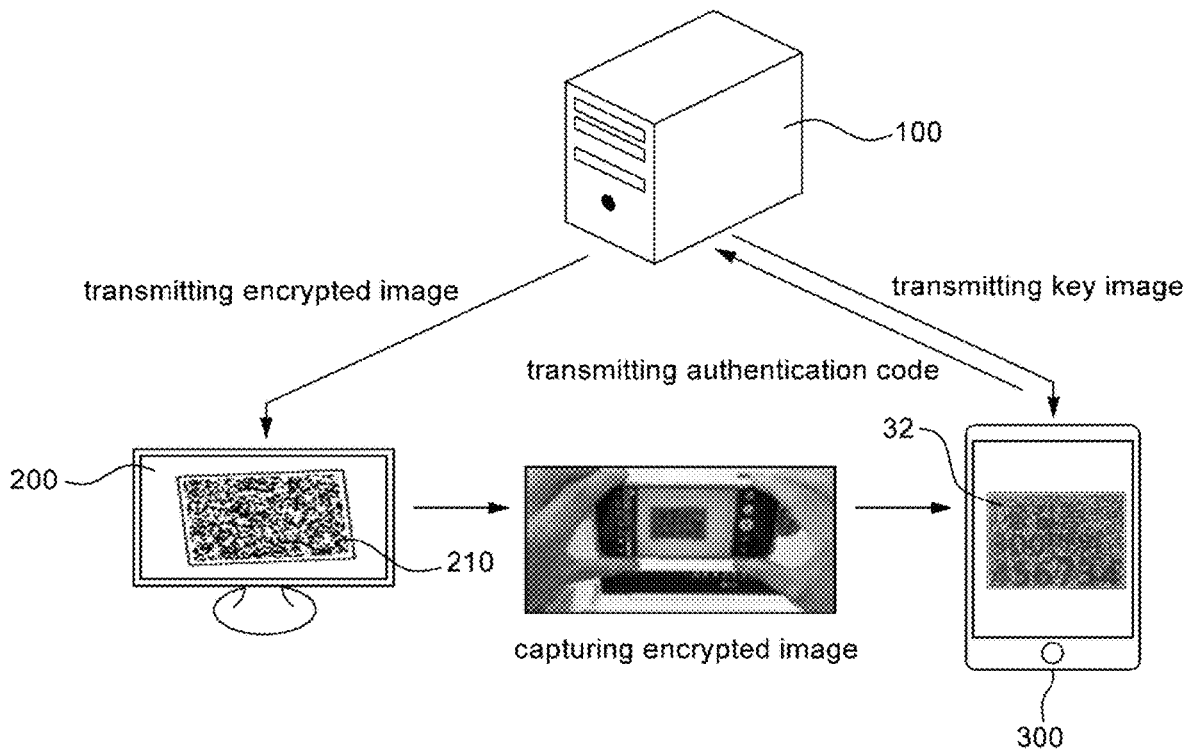 100
transmitting encrypted image
transmitting key image
transmitting authentication code
32
200
210
capturing encrypted image
300